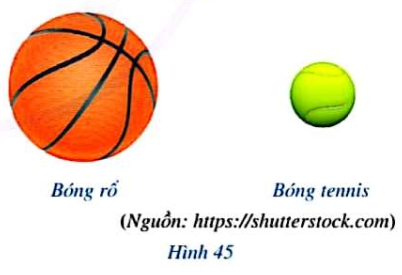 Bóng rổ Bóng tennis
(Nguồn: https://shutterstock.com)
Hình 45